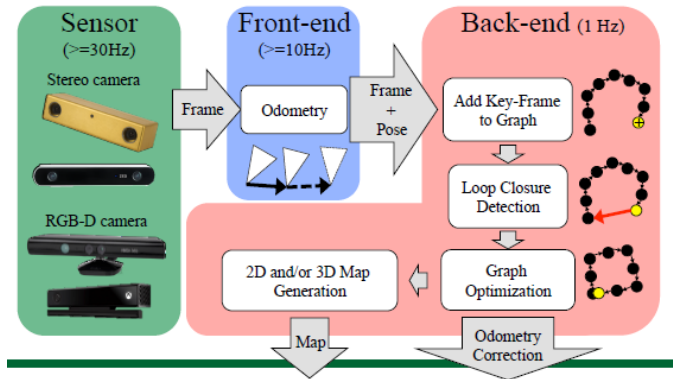 Sensor
(>=30Hz)
Stereo camera
RGB-D camera
Frame
Front-end
(>=10Hz)
Odometry
Frame
+
Pose
Back-end (1 Hz)
Add Key-Frame
to Graph
Loop Closure
Detection
Graph
Optimization
2D and/or 3D Map
Generation
Map
Odometry
Correction